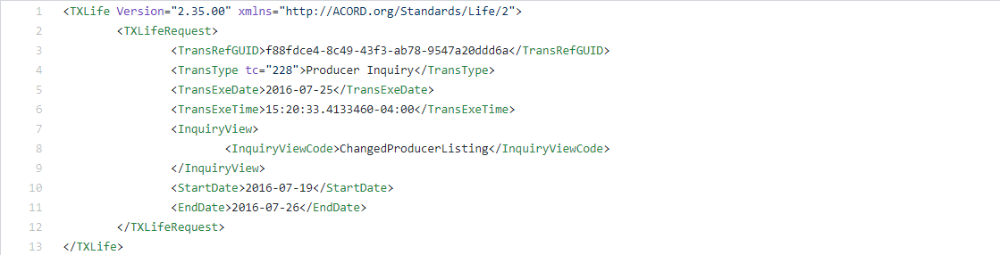 1 <TXLife Version="2.35.00" xmlns="http://ACORD.org/Standards/Life/2">
2 <TXLifeRequest>
3 <TransRefGUID>f88fdce4-8c49-43f3-ab78-9547a20ddd6a</TransRefGUID>
4 <TransType tc="228">Producer Inquiry</TransType>
5 <TransExeDate>2016-07-25</TransExeDate>
6 <TransExeTime>15:20:33.4133460-04:00</TransExeTime>
7 <InquiryView>
8 <InquiryViewCode>ChangedProducerListing</InquiryViewCode>
9 </InquiryView>
10 <StartDate>2016-07-19</StartDate>
11 <EndDate>2016-07-26</EndDate>
12 </TXLifeRequest>
13 </TXLife>